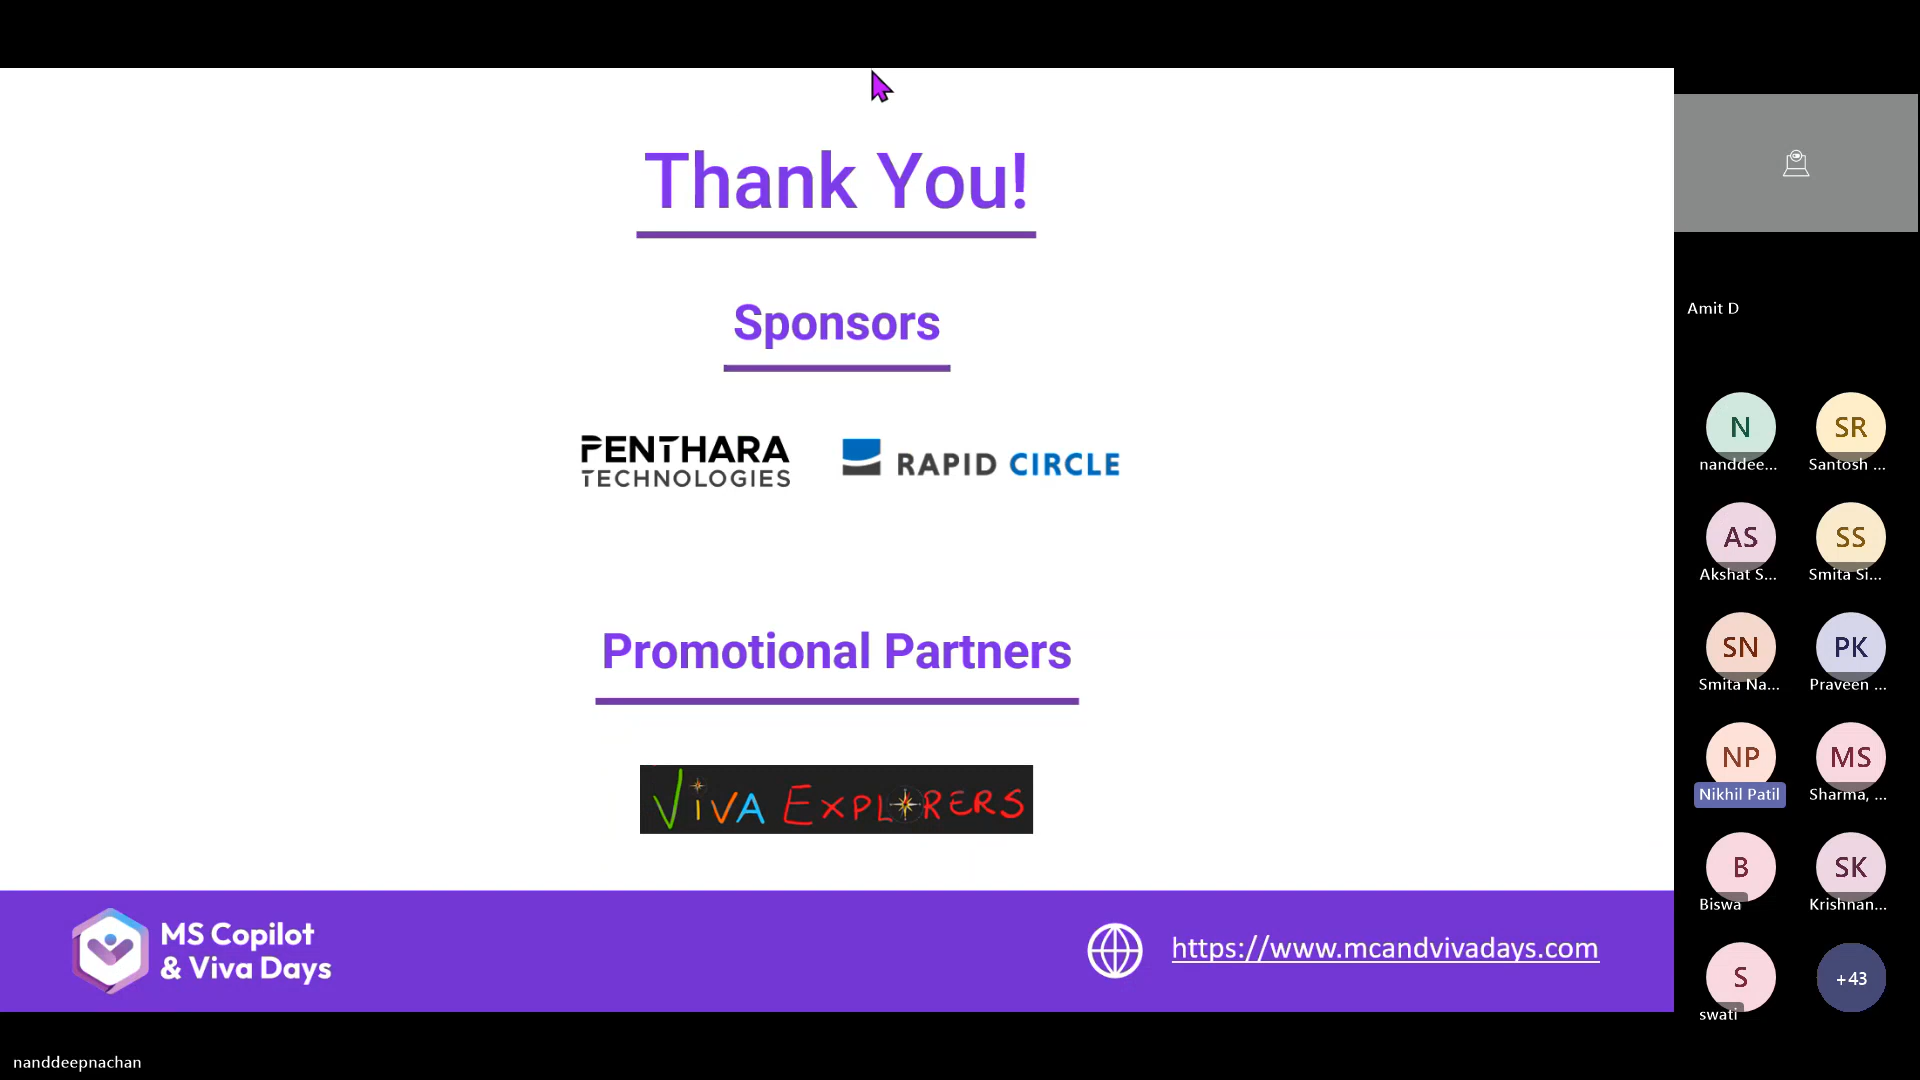 Thank You!
Sponsors
PENTHARA
TECHNOLOGIES
RAPID CIRCLE
Promotional Partners
VIVA EXPLORERS
MS Copilot
& Viva Days
https://www.mcandvivadays.com
nanddeepnachan
Amit D
N
nanddee...
SR
Santosh ...
AS
Akshat S...
SS
Smita Si...
SN
Smita Na...
PK
Praveen ...
NP
Nikhil Patil
MS
Sharma, ...
B
Biswa
SK
Krishnan...
S
swati
+43